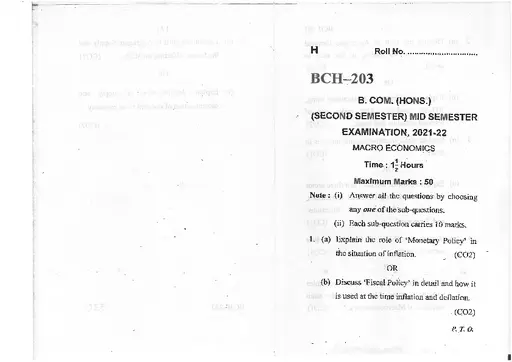 H Roll No. ..............................
BCH–203
B. COM. (HONS.)
(SECOND SEMESTER) MID SEMESTER
EXAMINATION, 2021-22
MACRO ECONOMICS
Time : 1½ Hours
Maximum Marks : 50
Note : (i) Answer all the questions by choosing
any one of the sub-questions.
(ii) Each sub-question carries 10 marks.
1. (a) Explain the role of ‘Monetary Policy’ in
the situation of inflation. (CO2)
OR
(b) Discuss ‘Fiscal Policy’ in detail and how it
is used at the time inflation and deflation.
(CO2)
P. T. O.